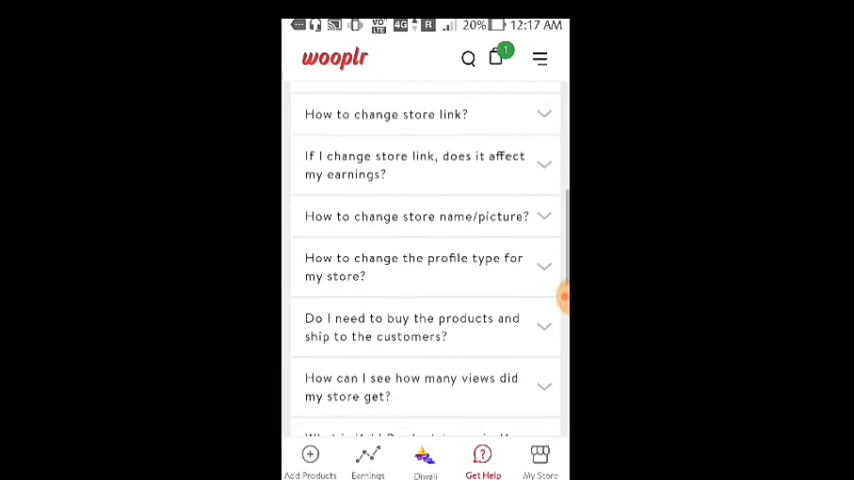 VO LTE 4G R 20% 12:17 AM
wooplr
1
How to change store link?
If I change store link, does it affect
my earnings?
How to change store name/picture?
How to change the profile type for
my store?
Do I need to buy the products and
ship to the customers?
How can I see how many views did
my store get?
Add Products Earnings Diwali Get Help My Store